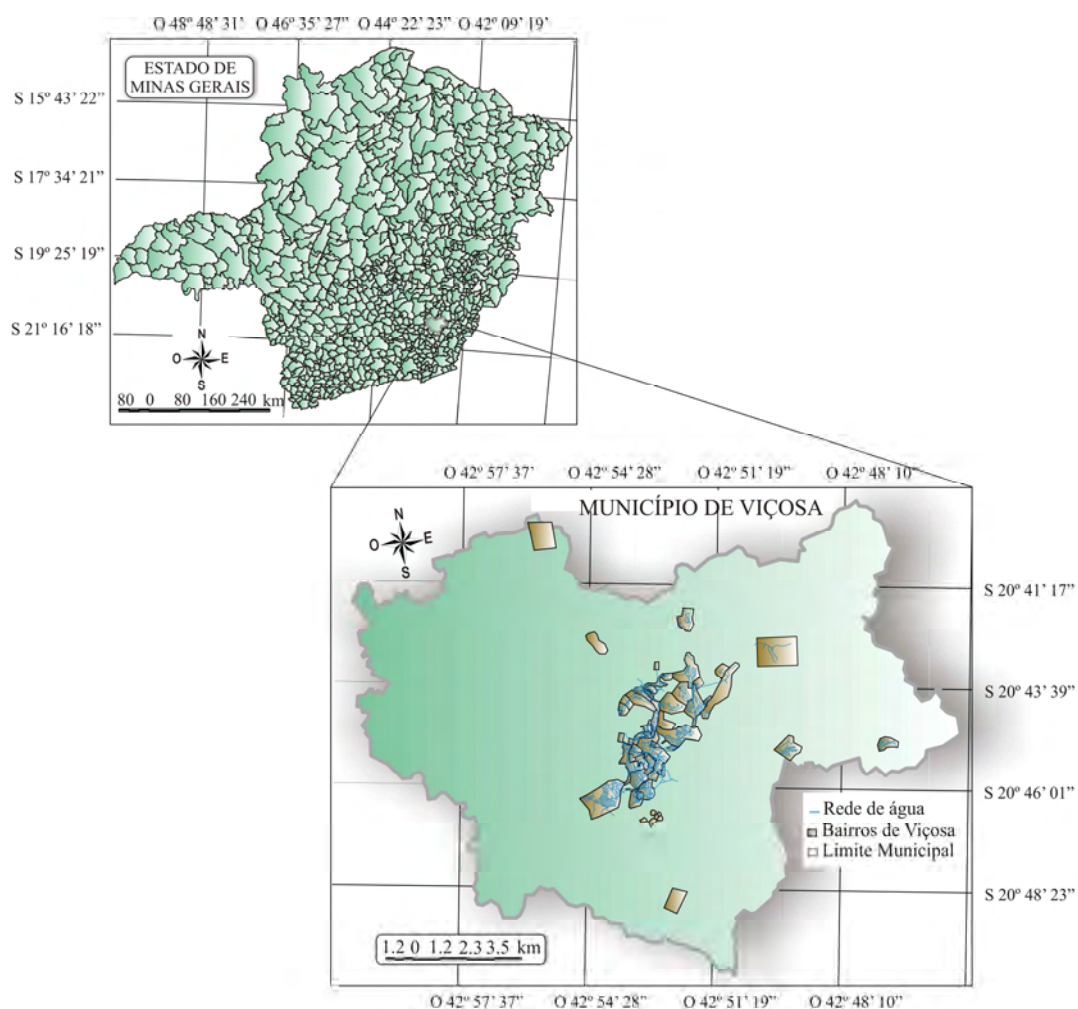 O 48º 48’ 31” O 46º 35’ 27” O 44º 22’ 23” O 42º 09’ 19’
ESTADO DE
MINAS GERAIS
S 15º 43’ 22”
S 17º 34’ 21”
S 19º 25’ 19”
S 21º 16’ 18”
N
O E
S
80 0 80 160 240 km
O 42º 57’ 37’ O 42º 54’ 28” O 42º 51’ 19” O 42º 48’ 10”
MUNICÍPIO DE VIÇOSA
N
O E
S
S 20º 41’ 17”
S 20º 43’ 39”
S 20º 46’ 01”
Rede de água
Bairros de Viçosa
Limite Municipal
S 20º 48’ 23”
1.2 0 1.2 2.3 3.5 km
O 42º 57’ 37” O 42º 54’ 28” O 42º 51’ 19” O 42º 48’ 10”